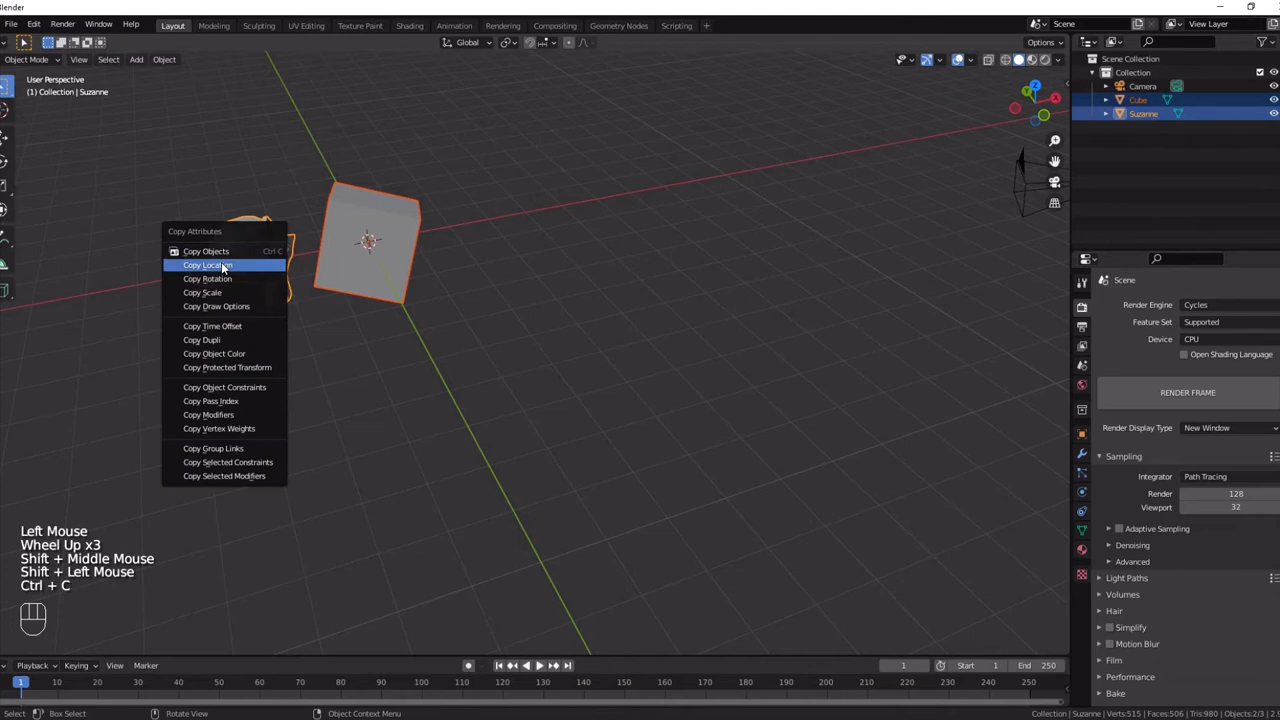 Blender
File Edit Render Window Help Layout Modeling Sculpting UV Editing Texture Paint Shading Animation Rendering Compositing Geometry Nodes Scripting + Scene View Layer
Global Options
Object Mode View Select Add Object
User Perspective
(1) Collection | Suzanne
Z
Y
X
Scene Collection
Collection
Camera
Cube
Suzanne
Copy Attributes
Copy Objects Ctrl C
Copy Location
Copy Rotation
Copy Scale
Copy Draw Options
Copy Time Offset
Copy Dupli
Copy Object Color
Copy Protected Transform
Copy Object Constraints
Copy Pass Index
Copy Modifiers
Copy Vertex Weights
Copy Group Links
Copy Selected Constraints
Copy Selected Modifiers
Scene
Render Engine Cycles
Feature Set Supported
Device CPU
Open Shading Language
RENDER FRAME
Render Display Type New Window
Sampling
Integrator Path Tracing
Render 128
Viewport 32
Adaptive Sampling
Denoising
Advanced
Light Paths
Volumes
Hair
Simplify
Motion Blur
Film
Performance
Bake
Left Mouse
Wheel Up x3
Shift + Middle Mouse
Shift + Left Mouse
Ctrl + C
Playback Keying View Marker 1 Start 1 End 250
1 10 20 30 40 50 60 70 80 90 100 110 120 130 140 150 160 170 180 190 200 210 220 230 240 250
Select Box Select Rotate View Object Context Menu Collection | Suzanne | Verts:515 | Faces:506 | Tris:980 | Objects:2/3 | 2.9